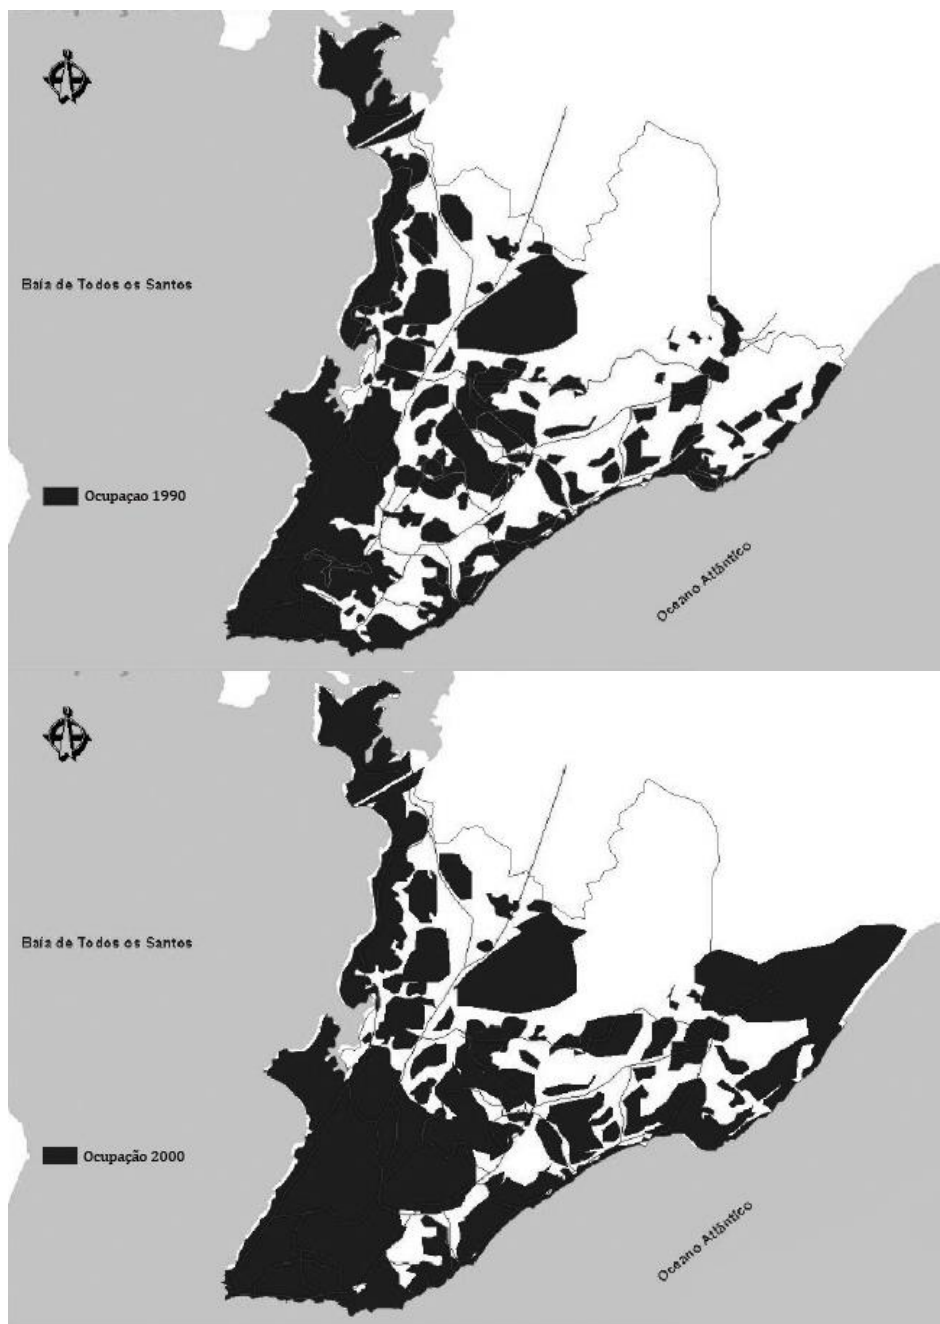 Baía de Todos os Santos
Ocupaçao 1990
Oceano Atlântico
Baía de Todos os Santos
Ocupação 2000
Oceano Atlântico